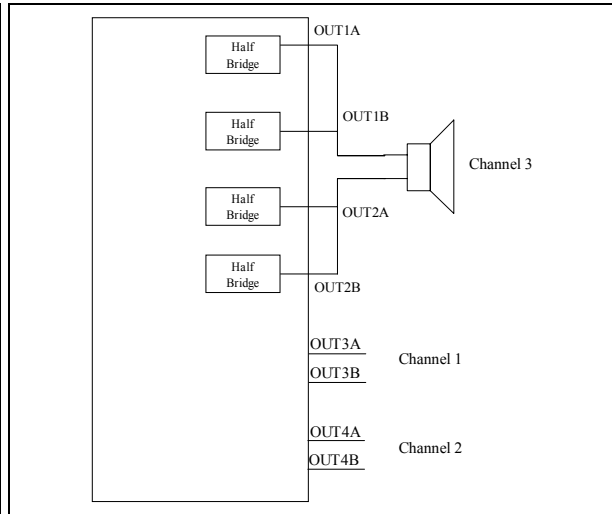 OUT1A
Half
Bridge
OUT1B
Half
Bridge
Channel 3
Half
Bridge
OUT2A
Half
Bridge
OUT2B
OUT3A
Channel 1
OUT3B
OUT4A
Channel 2
OUT4B